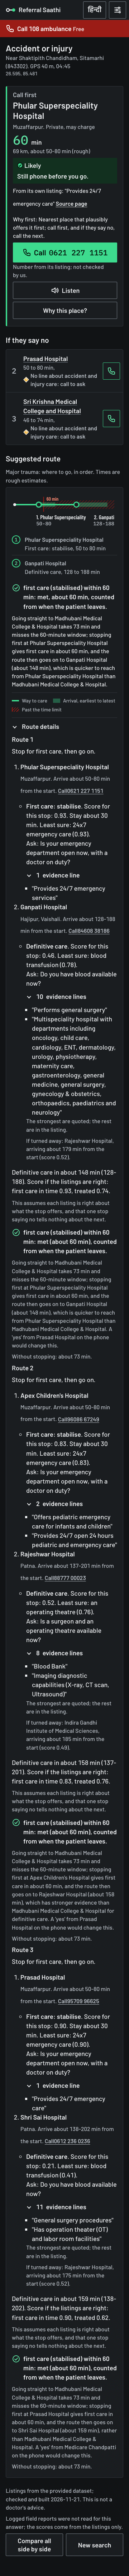 Referral Saathi
हिन्दी
Call 108 ambulance Free
Accident or injury
Near Shaktipith Chandidham, Sitamarhi
(843302). GPS 40 m. 04:45
26.595, 85.481
Call first
Phular Superspeciality
Hospital
Muzaffarpur. Private, may charge
60 min
69 km, about 50-80 min (rough)
Likely
Still phone before you go.
From its own listing: "Provides 24/7
emergency care" Source page
Why first: Nearest place that plausibly
offers it first; call first, and if they say
no, call the next.
Call 0621 227 1151
Number from its listing; not checked
by us.
Listen
Why this place?
If they say no
2
Prasad Hospital
50 to 80 min,
No line about accident and
injury care: call to ask
3
Sri Krishna Medical
College and Hospital
48 to 74 min,
No line about accident and
injury care: call to ask
Suggested route
Major trauma: where to go, in order. Times are
road estimates.
60 min
1. Phular Superspeciality
50-80
2. Ganpati
128-188
1 Phular Superspeciality Hospital
First care: stabilise, 50 to 80 min
2 Ganpati Hospital
Definitive care, 128 to 188 min
first care (stabilised) within 60
min: met (about 60 min), counted
from when the patient leaves.
Going straight to Madhubani Medical
College & Hospital takes 73 min and
misses the 60-minute window; stopping
first at Phular Superspeciality Hospital
gives first care at about 60 min, and the
route then goes on to Ganpati Hospital
(about 148 min), which is quicker to reach
from Phular Superspeciality Hospital than
Madhubani Medical College & Hospital.
Way to care
Arrival, earliest to latest
Past the time limit
Route details
Route 1
Stop for first care, then go on.
1. Phular Superspeciality Hospital
Muzaffarpur. Arrive about 50-80 min
from the start. Call0621 227 1151
First care: stabilise. Score for this
stop: 0.93. Stay about 30
min. Least sure: 24x7
emergency care (0.93).
Ask: Is your emergency
department open now, with a
doctor on duty?
1 evidence line
"Provides 24/7 emergency
services"
2. Ganpati Hospital
Hajipur, Vaishali. Arrive about 128-188
min from the start. Call84606 38186
Definitive care. Score for this
stop: 0.46. Least sure: blood
transfusion (0.78).
Ask: Do you have blood available
now?
10 evidence lines
"Performs general surgery"
"Multispeciality hospital with
departments including
oncology, child care,
cardiology, ENT, dermatology,
urology, physiotherapy,
maternity care,
gastroenterology, general
medicine, general surgery,
gynecology & obstetrics,
orthopaedics, paediatrics and
neurology"
The strongest are quoted; the rest
are in the listing.
If turned away: Rajeshwar Hospital,
arriving about 179 min from the
start (score 0.52).
Definitive care in about 148 min (128-
188). Score if the listings are right:
first care in time 0.93, treated 0.74.
This assumes each listing is right about
what the stop offers, and that one stop
saying no tells nothing about the next.
first care (stabilised) within 60
min: met (about 60 min), counted
from when the patient leaves.
Going straight to Madhubani Medical
College & Hospital takes 73 min and
misses the 60-minute window; stopping
first at Phular Superspeciality Hospital
gives first care at about 60 min, and the
route then goes on to Ganpati Hospital
(about 148 min), which is quicker to reach
from Phular Superspeciality Hospital than
Madhubani Medical College & Hospital. A
'yes' from Prasad Hospital on the phone
would change this.
Without stopping: about 73 min.
Route 2
Stop for first care, then go on.
1. Apex Children's Hospital
Muzaffarpur. Arrive about 50-80 min
from the start. Call96086 67249
First care: stabilise. Score for this
stop: 0.83. Stay about 30
min. Least sure: 24x7
emergency care (0.83).
Ask: Is your emergency
department open now, with a
doctor on duty?
2 evidence lines
"Offers pediatric emergency
care for infants and children"
"Provides 24/7 open 24 hours
pediatric and emergency care"
2. Rajeshwar Hospital
Patna. Arrive about 137-201 min from
the start. Call88777 00023
Definitive care. Score for this
stop: 0.52. Least sure: an
operating theatre (0.76).
Ask: Is a surgeon and an
operating theatre available
now?
8 evidence lines
"Blood Bank"
"Imaging diagnostic
capabilities (X-ray, CT scan,
Ultrasound)"
The strongest are quoted; the rest
are in the listing.
If turned away: Indira Gandhi
Institute of Medical Sciences,
arriving about 185 min from the
start (score 0.49).
Definitive care in about 158 min (137-
201). Score if the listings are right:
first care in time 0.83, treated 0.76.
This assumes each listing is right about
what the stop offers, and that one stop
saying no tells nothing about the next.
first care (stabilised) within 60
min: met (about 60 min), counted
from when the patient leaves.
Going straight to Madhubani Medical
College & Hospital takes 73 min and
misses the 60-minute window; stopping
first at Apex Children's Hospital gives first
care at about 60 min, and the route then
goes on to Rajeshwar Hospital (about 158
min), which has stronger evidence than
Madhubani Medical College & Hospital for
definitive care. A 'yes' from Prasad
Hospital on the phone would change this.
Without stopping: about 73 min.
Route 3
Stop for first care, then go on.
1. Prasad Hospital
Muzaffarpur. Arrive about 50-80 min
from the start. Call95709 96625
First care: stabilise. Score for this
stop: 0.90. Stay about 30
min. Least sure: 24x7
emergency care (0.90).
Ask: Is your emergency
department open now, with a
doctor on duty?
1 evidence line
"Provides 24/7 emergency
care"
2. Shri Sai Hospital
Patna. Arrive about 138-202 min from
the start. Call0612 236 0236
Definitive care. Score for this
stop: 0.21. Least sure: blood
transfusion (0.41).
Ask: Do you have blood available
now?
11 evidence lines
"General surgery procedures"
"Has operation theater (OT)
and labor room facilities"
The strongest are quoted; the rest
are in the listing.
If turned away: Rajeshwar Hospital,
arriving about 175 min from the
start (score 0.52).
Definitive care in about 159 min (138-
202). Score if the listings are right:
first care in time 0.90, treated 0.62.
This assumes each listing is right about
what the stop offers, and that one stop
saying no tells nothing about the next.
first care (stabilised) within 60
min: met (about 60 min), counted
from when the patient leaves.
Going straight to Madhubani Medical
College & Hospital takes 73 min and
misses the 60-minute window; stopping
first at Prasad Hospital gives first care at
about 60 min, and the route then goes on
to Shri Sai Hospital (about 159 min), rather
than Madhubani Medical College &
Hospital. A 'yes' from Medicare Chandipatti
on the phone would change this.
Without stopping: about 73 min.
Listings from the provided dataset;
checked and built 2026-11-21. This is not a
doctor's advice.
Logged field reports were not read for this
answer; the scores come from the listings only.
Compare all
side by side
New search